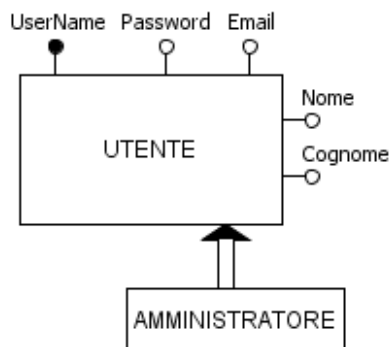 UserName Password Email
Nome
UTENTE
Cognome
AMMINISTRATORE